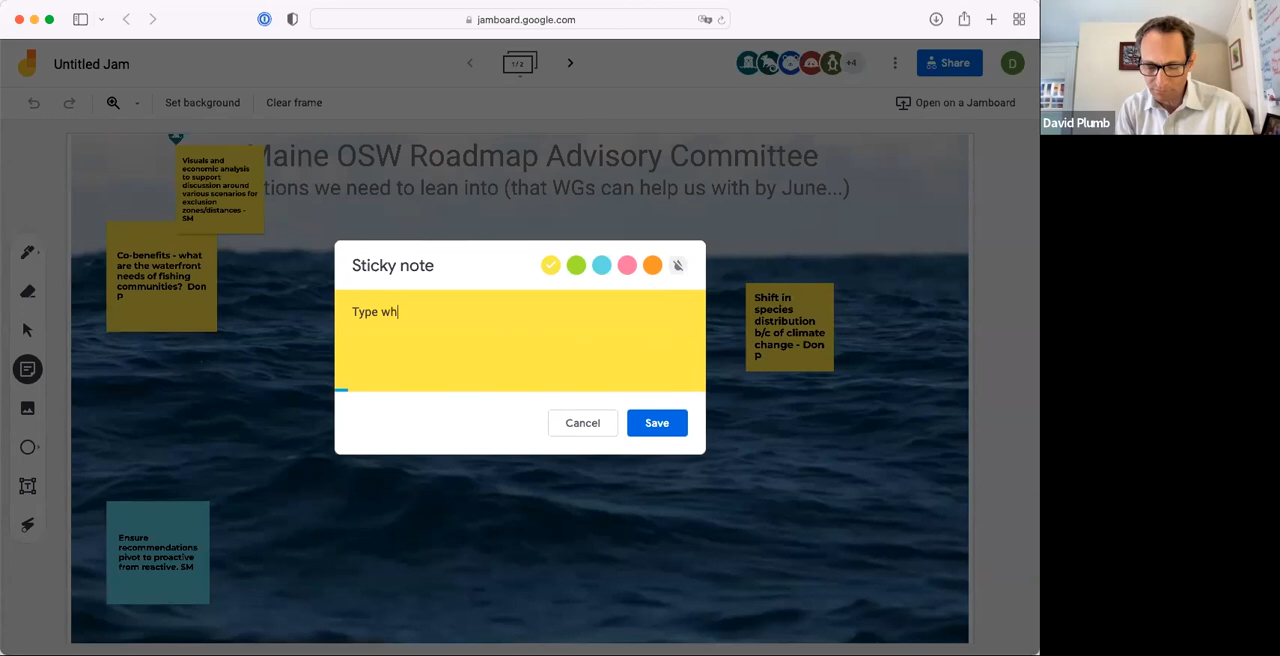 jamboard.google.com
Untitled Jam
1/2
+4
Share
D
Set background
Clear frame
Open on a Jamboard
Maine OSW Roadmap Advisory Committee
tions we need to lean into (that WGs can help us with by June...)
Visuals and
economic analysis
to support
discussion around
various scenarios for
exclusion
zones/distances -
SM
Co-benefits - what
are the waterfront
needs of fishing
communities? Don
P
Sticky note
Type wh
Cancel
Save
Shift in
species
distribution
b/c of climate
change - Don
P
Ensure
recommendations
pivot to proactive
from reactive. SM
David Plumb